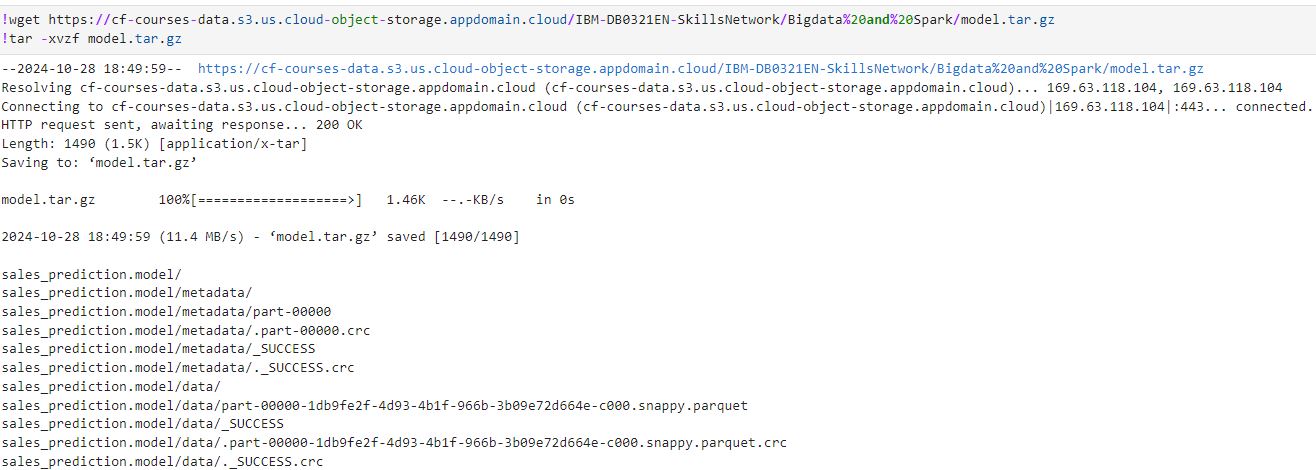 !wget https://cf-courses-data.s3.us.cloud-object-storage.appdomain.cloud/IBM-DB0321EN-SkillsNetwork/Bigdata%20and%20Spark/model.tar.gz
!tar -xvzf model.tar.gz
--2024-10-28 18:49:59--  https://cf-courses-data.s3.us.cloud-object-storage.appdomain.cloud/IBM-DB0321EN-SkillsNetwork/Bigdata%20and%20Spark/model.tar.gz
Resolving cf-courses-data.s3.us.cloud-object-storage.appdomain.cloud (cf-courses-data.s3.us.cloud-object-storage.appdomain.cloud)... 169.63.118.104, 169.63.118.104
Connecting to cf-courses-data.s3.us.cloud-object-storage.appdomain.cloud (cf-courses-data.s3.us.cloud-object-storage.appdomain.cloud)|169.63.118.104|:443... connected.
HTTP request sent, awaiting response... 200 OK
Length: 1490 (1.5K) [application/x-tar]
Saving to: ‘model.tar.gz’
model.tar.gz        100%[===================>]   1.46K  --.-KB/s    in 0s
2024-10-28 18:49:59 (11.4 MB/s) - ‘model.tar.gz’ saved [1490/1490]
sales_prediction.model/
sales_prediction.model/metadata/
sales_prediction.model/metadata/part-00000
sales_prediction.model/metadata/.part-00000.crc
sales_prediction.model/metadata/_SUCCESS
sales_prediction.model/metadata/._SUCCESS.crc
sales_prediction.model/data/
sales_prediction.model/data/part-00000-1db9fe2f-4d93-4b1f-966b-3b09e72d664e-c000.snappy.parquet
sales_prediction.model/data/_SUCCESS
sales_prediction.model/data/.part-00000-1db9fe2f-4d93-4b1f-966b-3b09e72d664e-c000.snappy.parquet.crc
sales_prediction.model/data/._SUCCESS.crc